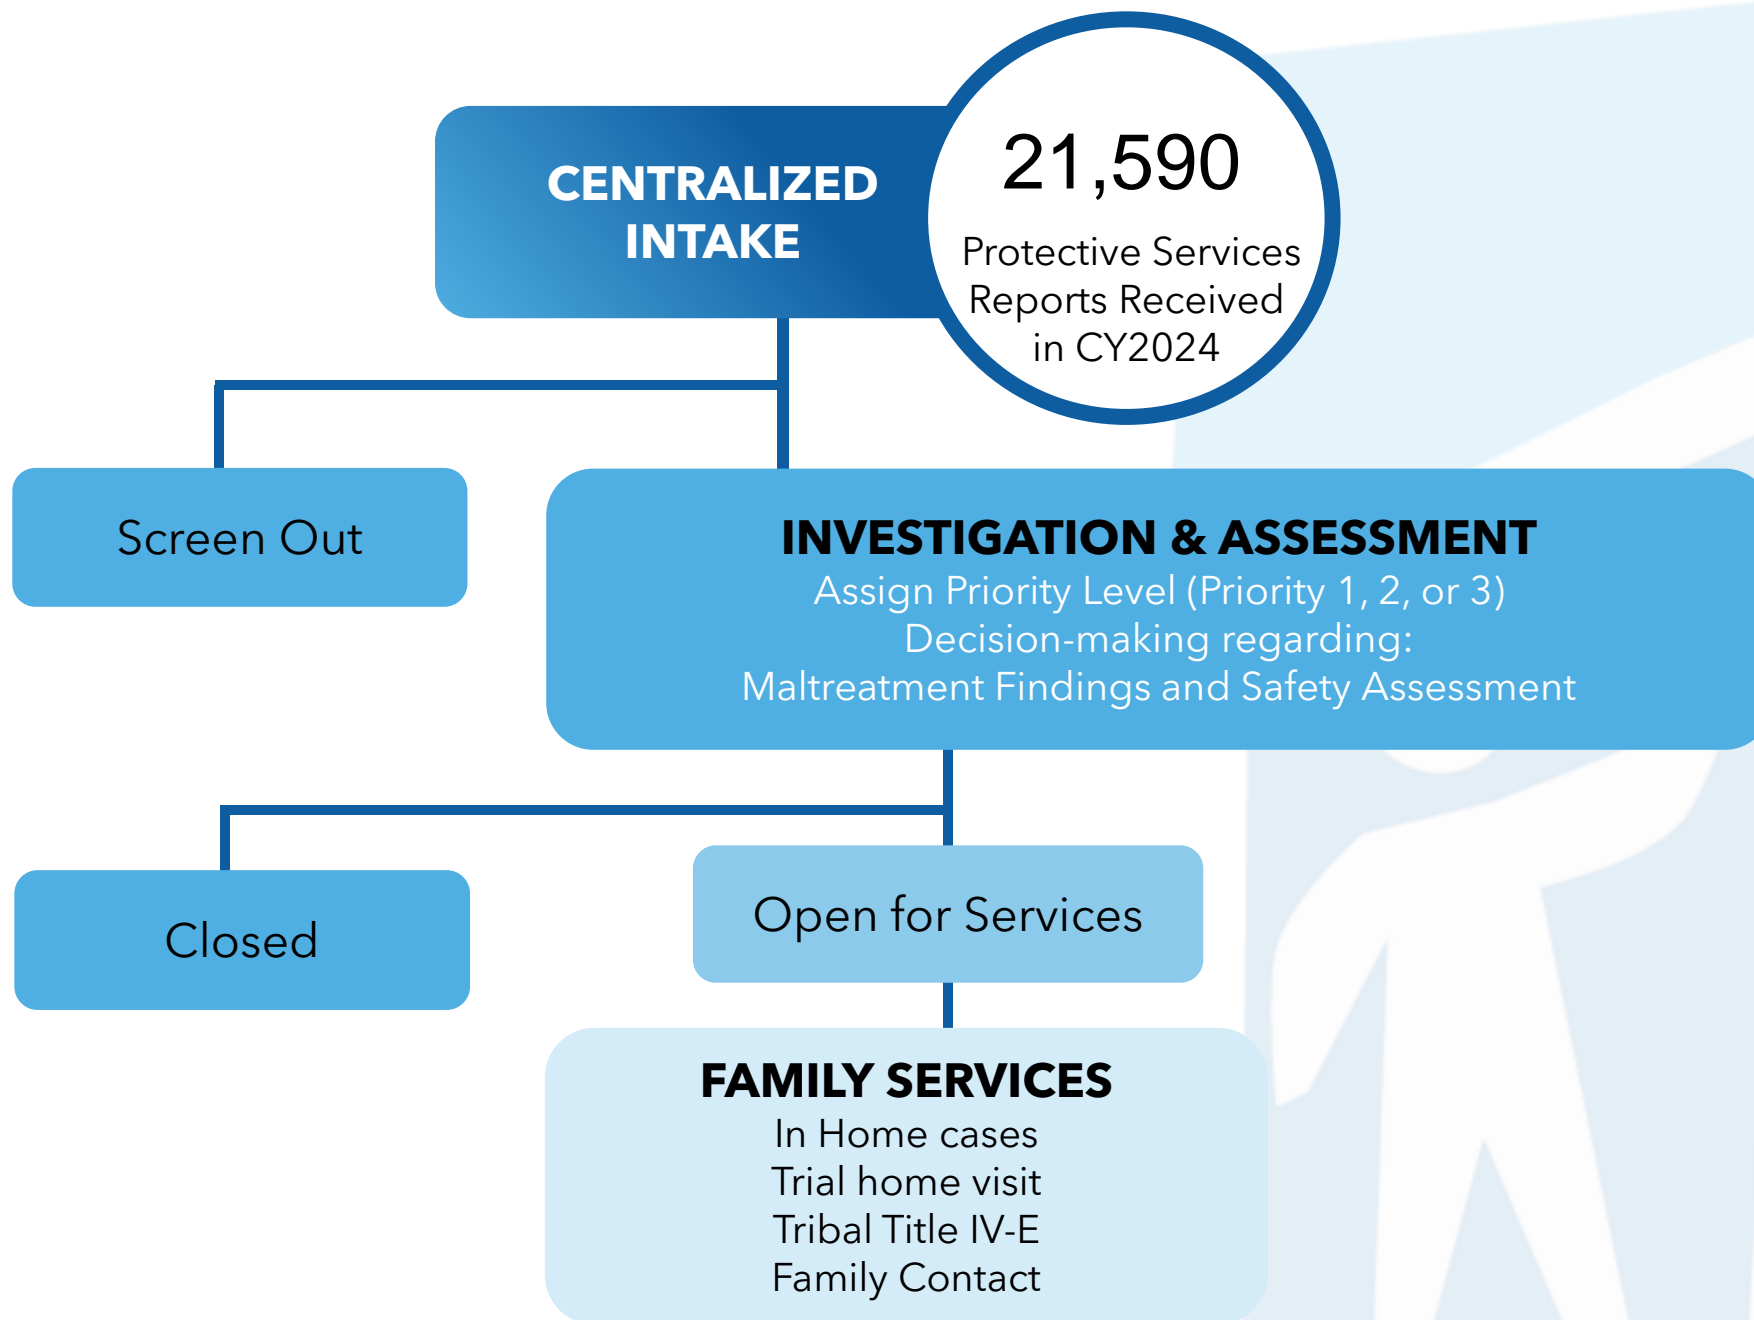 CENTRALIZED
INTAKE
21,590
Protective Services
Reports Received
in CY2024
Screen Out
INVESTIGATION & ASSESSMENT
Assign Priority Level (Priority 1, 2, or 3)
Decision-making regarding:
Maltreatment Findings and Safety Assessment
Closed
Open for Services
FAMILY SERVICES
In Home cases
Trial home visit
Tribal Title IV-E
Family Contact